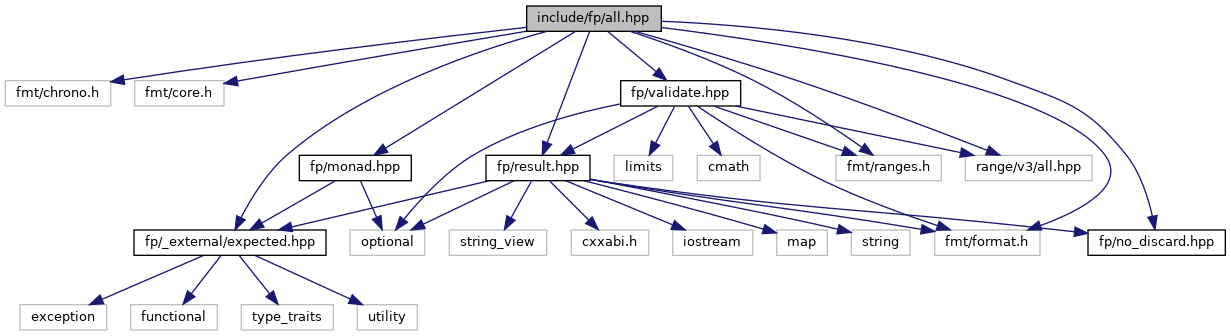 include/fp/all.hpp
fmt/chrono.h
fmt/core.h
fp/validate.hpp
fp/monad.hpp
fp/result.hpp
limits
cmath
fmt/ranges.h
range/v3/all.hpp
fp/_external/expected.hpp
optional
string_view
cxxabi.h
iostream
map
string
fmt/format.h
fp/no_discard.hpp
exception
functional
type_traits
utility